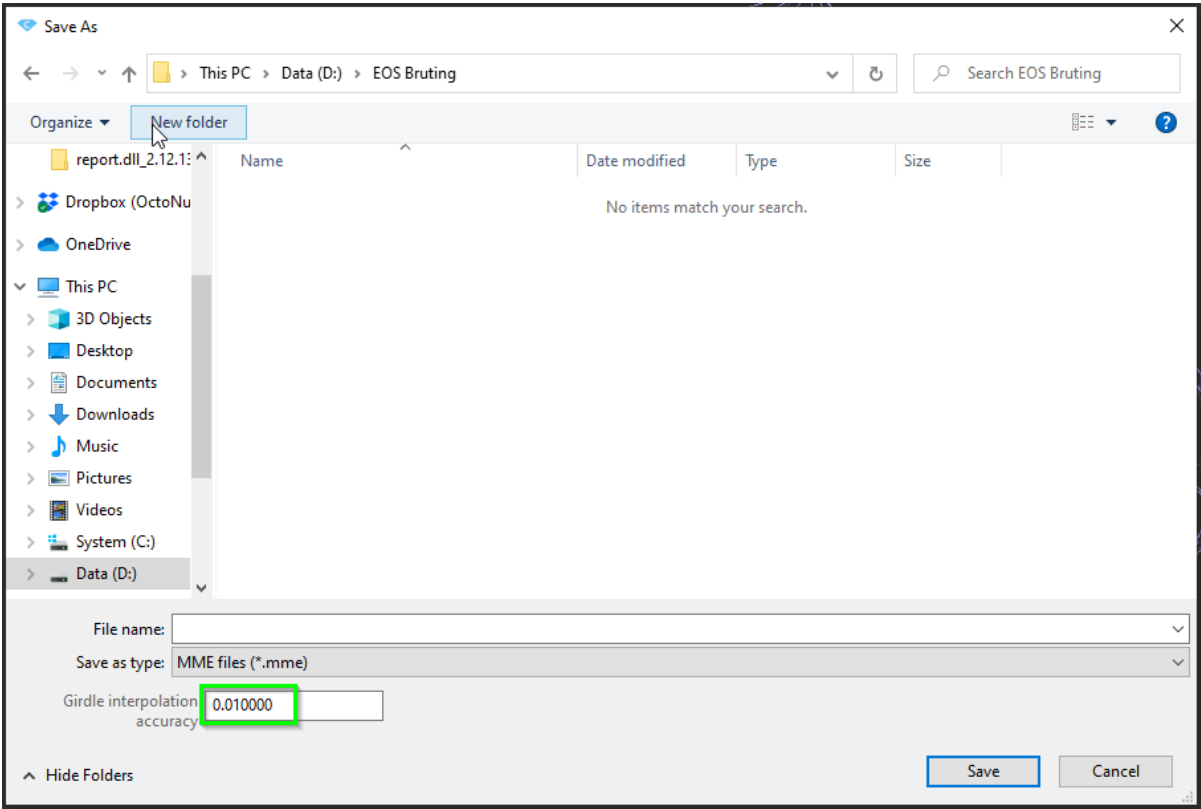 Save As
This PC > Data (D:) > EOS Bruting
Search EOS Bruting
Organize
New folder
Name
Date modified
Type
Size
report.dll_2.12.13
No items match your search.
Dropbox (OctoNu
OneDrive
This PC
3D Objects
Desktop
Documents
Downloads
Music
Pictures
Videos
System (C:)
Data (D:)
File name:
Save as type: MME files (*.mme)
Girdle interpolation
accuracy
0.010000
Hide Folders
Save
Cancel